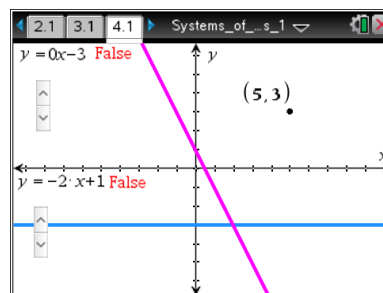 2.1 3.1 4.1 Systems_of_...s_1
y = 0x-3 False
y
(5,3)
x
y = -2·x+1 False